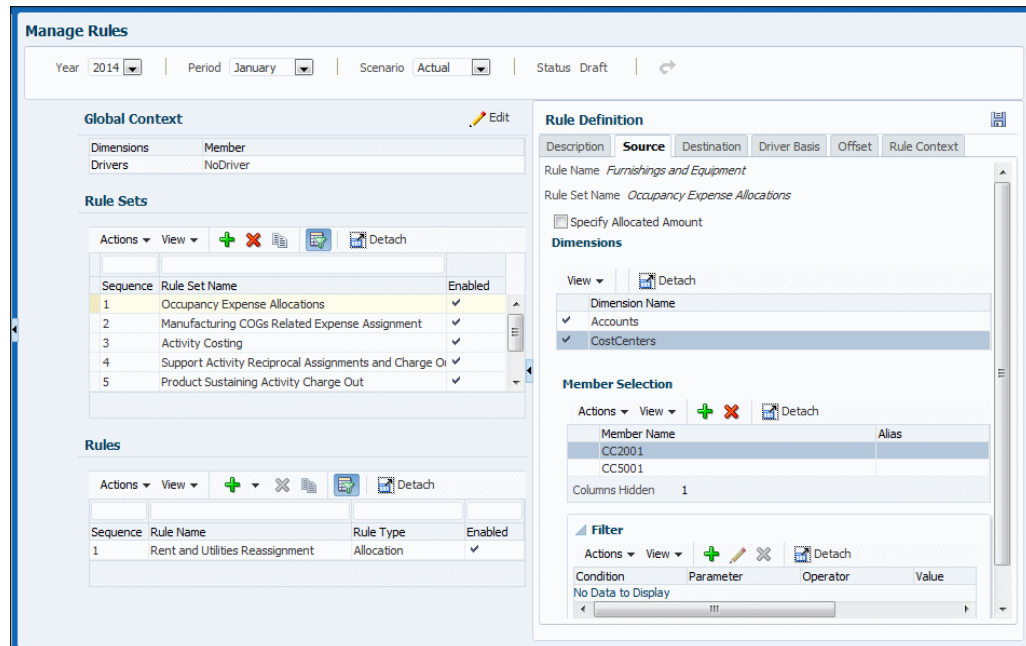 Manage Rules
Year 2014 Period January Scenario Actual Status Draft
Global Context Edit
Dimensions Member
Drivers NoDriver
Rule Sets
Actions View Detach
Sequence Rule Set Name Enabled
1 Occupancy Expense Allocations
2 Manufacturing COGs Related Expense Assignment
3 Activity Costing
4 Support Activity Reciprocal Assignments and Charge
5 Product Sustaining Activity Charge Out
Rules
Actions View Detach
Sequence Rule Name Rule Type Enabled
1 Rent and Utilities Reassignment Allocation
Rule Definition
Description Source Destination Driver Basis Offset Rule Context
Rule Name Furnishings and Equipment
Rule Set Name Occupancy Expense Allocations
Specify Allocated Amount
Dimensions
View Detach
Dimension Name
Accounts
CostCenters
Member Selection
Actions View Detach
Member Name Alias
CC2001
CC5001
Columns Hidden 1
Filter
Actions View Detach
Condition Parameter Operator Value
No Data to Display